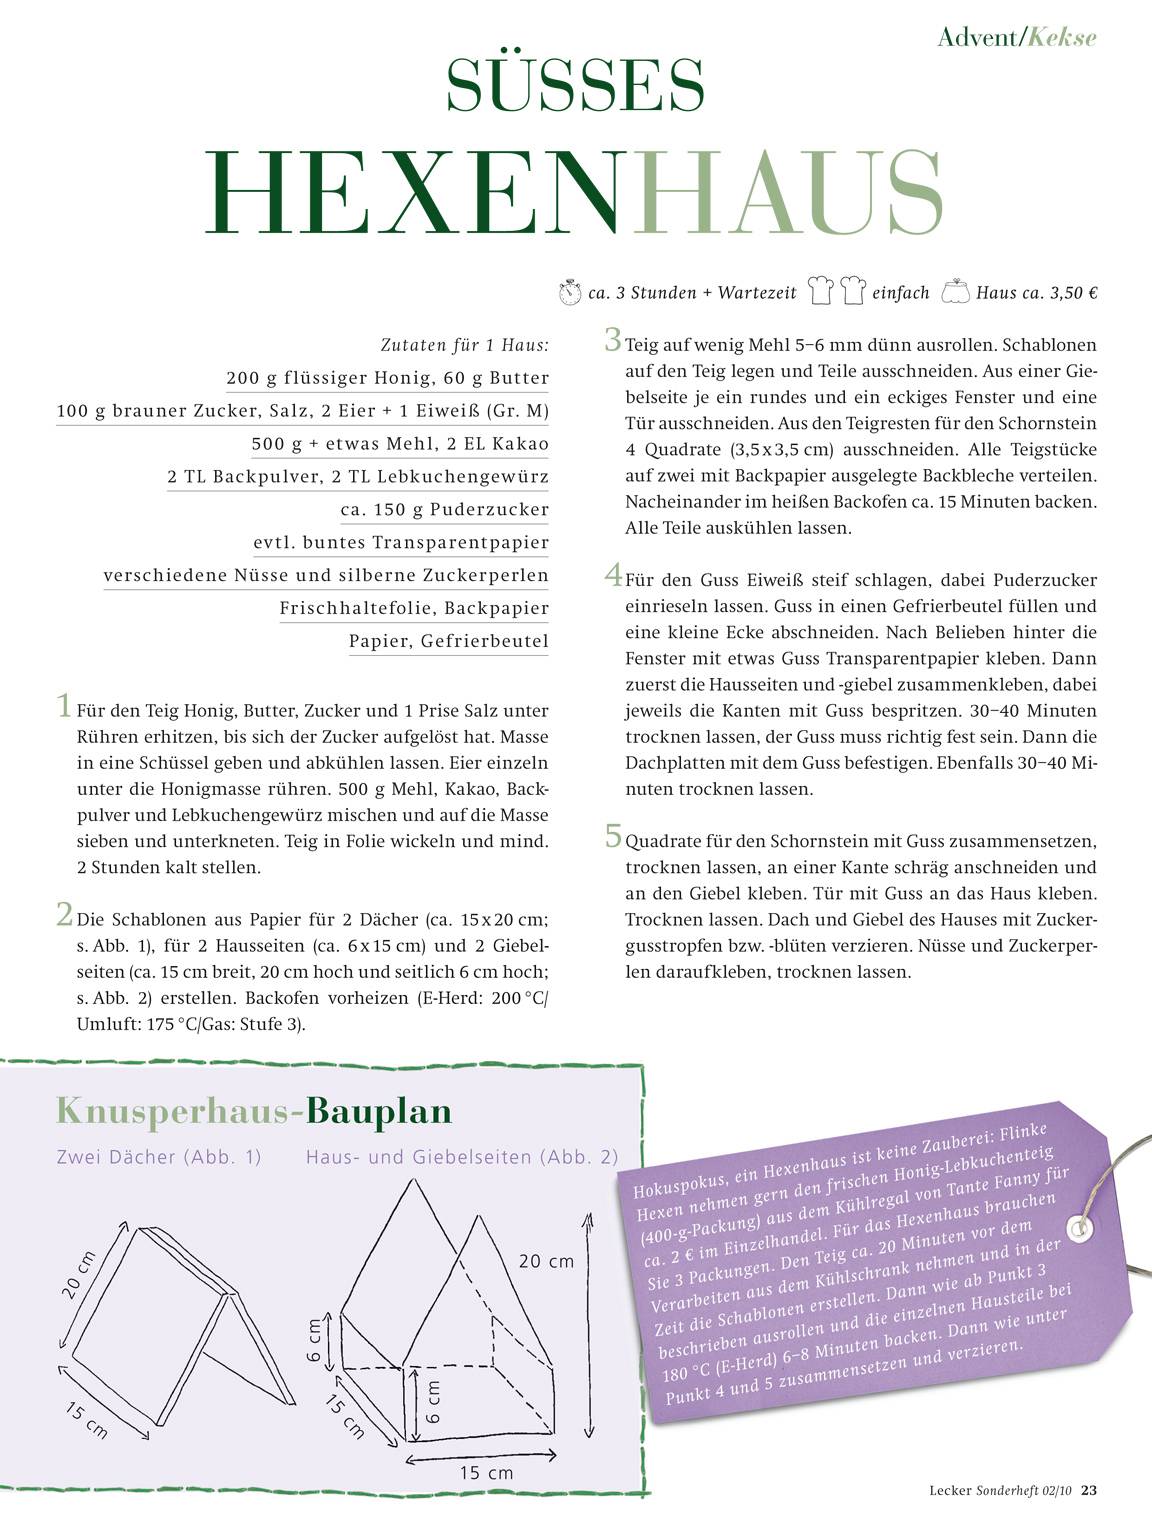 Advent/Kekse
SÜSSES
HEXENHAUS
ca. 3 Stunden + Wartezeit einfach Haus ca. 3,50 €
Zutaten für 1 Haus:
200 g flüssiger Honig, 60 g Butter
100 g brauner Zucker, Salz, 2 Eier + 1 Eiweiß (Gr. M)
500 g + etwas Mehl, 2 EL Kakao
2 TL Backpulver, 2 TL Lebkuchengewürz
ca. 150 g Puderzucker
evtl. buntes Transparentpapier
verschiedene Nüsse und silberne Zuckerperlen
Frischhaltefolie, Backpapier
Papier, Gefrierbeutel
1 Für den Teig Honig, Butter, Zucker und 1 Prise Salz unter
Rühren erhitzen, bis sich der Zucker aufgelöst hat. Masse
in eine Schüssel geben und abkühlen lassen. Eier einzeln
unter die Honigmasse rühren. 500 g Mehl, Kakao, Back-
pulver und Lebkuchengewürz mischen und auf die Masse
sieben und unterkneten. Teig in Folie wickeln und mind.
2 Stunden kalt stellen.
2 Die Schablonen aus Papier für 2 Dächer (ca. 15 x 20 cm;
s. Abb. 1), für 2 Hausseiten (ca. 6 x 15 cm) und 2 Giebel-
seiten (ca. 15 cm breit, 20 cm hoch und seitlich 6 cm hoch;
s. Abb. 2) erstellen. Backofen vorheizen (E-Herd: 200 °C/
Umluft: 175 °C/Gas: Stufe 3).
3 Teig auf wenig Mehl 5–6 mm dünn ausrollen. Schablonen
auf den Teig legen und Teile ausschneiden. Aus einer Gie-
belseite je ein rundes und ein eckiges Fenster und eine
Tür ausschneiden. Aus den Teigresten für den Schornstein
4 Quadrate (3,5 x 3,5 cm) ausschneiden. Alle Teigstücke
auf zwei mit Backpapier ausgelegte Backbleche verteilen.
Nacheinander im heißen Backofen ca. 15 Minuten backen.
Alle Teile auskühlen lassen.
4 Für den Guss Eiweiß steif schlagen, dabei Puderzucker
einrieseln lassen. Guss in einen Gefrierbeutel füllen und
eine kleine Ecke abschneiden. Nach Belieben hinter die
Fenster mit etwas Guss Transparentpapier kleben. Dann
zuerst die Hausseiten und -giebel zusammenkleben, dabei
jeweils die Kanten mit Guss bespritzen. 30–40 Minuten
trocknen lassen, der Guss muss richtig fest sein. Dann die
Dachplatten mit dem Guss befestigen. Ebenfalls 30–40 Mi-
nuten trocknen lassen.
5 Quadrate für den Schornstein mit Guss zusammensetzen,
trocknen lassen, an einer Kante schräg anschneiden und
an den Giebel kleben. Tür mit Guss an das Haus kleben.
Trocknen lassen. Dach und Giebel des Hauses mit Zucker-
gusstropfen bzw. -blüten verzieren. Nüsse und Zuckerper-
len daraufkleben, trocknen lassen.
Knusperhaus-Bauplan
Zwei Dächer (Abb. 1)
Haus- und Giebelseiten (Abb. 2)
20 cm
15 cm
20 cm
6 cm
15 cm
6 cm
15 cm
Hokuspokus, ein Hexenhaus ist keine Zauberei: Flinke
Hexen nehmen gern den frischen Honig-Lebkuchenteig
(400-g-Packung) aus dem Kühlregal von Tante Fanny für
ca. 2 € im Einzelhandel. Für das Hexenhaus brauchen
Sie 3 Packungen. Den Teig ca. 20 Minuten vor dem
Verarbeiten aus dem Kühlschrank nehmen und in der
Zeit die Schablonen erstellen. Dann wie ab Punkt 3
beschrieben ausrollen und die einzelnen Hausteile bei
180 °C (E-Herd) 6–8 Minuten backen. Dann wie unter
Punkt 4 und 5 zusammensetzen und verzieren.
Lecker Sonderheft 02/10 23